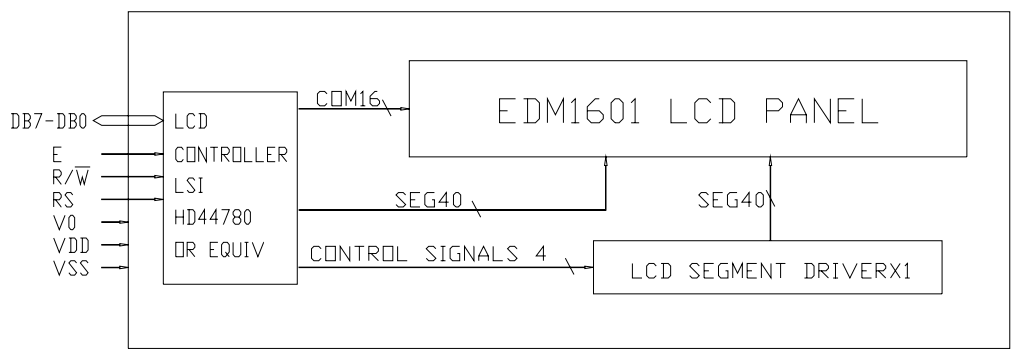 DB7-DB0
E
R/W̅
RS
V0
VDD
VSS
LCD
CONTROLLER
LSI
HD44780
OR EQUIV
COM16
EDM1601 LCD PANEL
SEG40
SEG40
CONTROL SIGNALS 4
LCD SEGMENT DRIVERX1